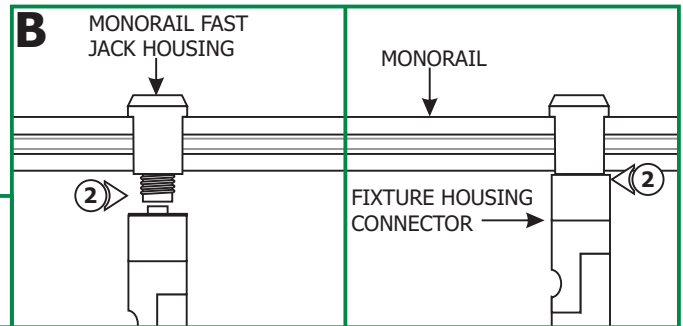 B
MONORAIL FAST
JACK HOUSING
2
MONORAIL
FIXTURE HOUSING
CONNECTOR
2